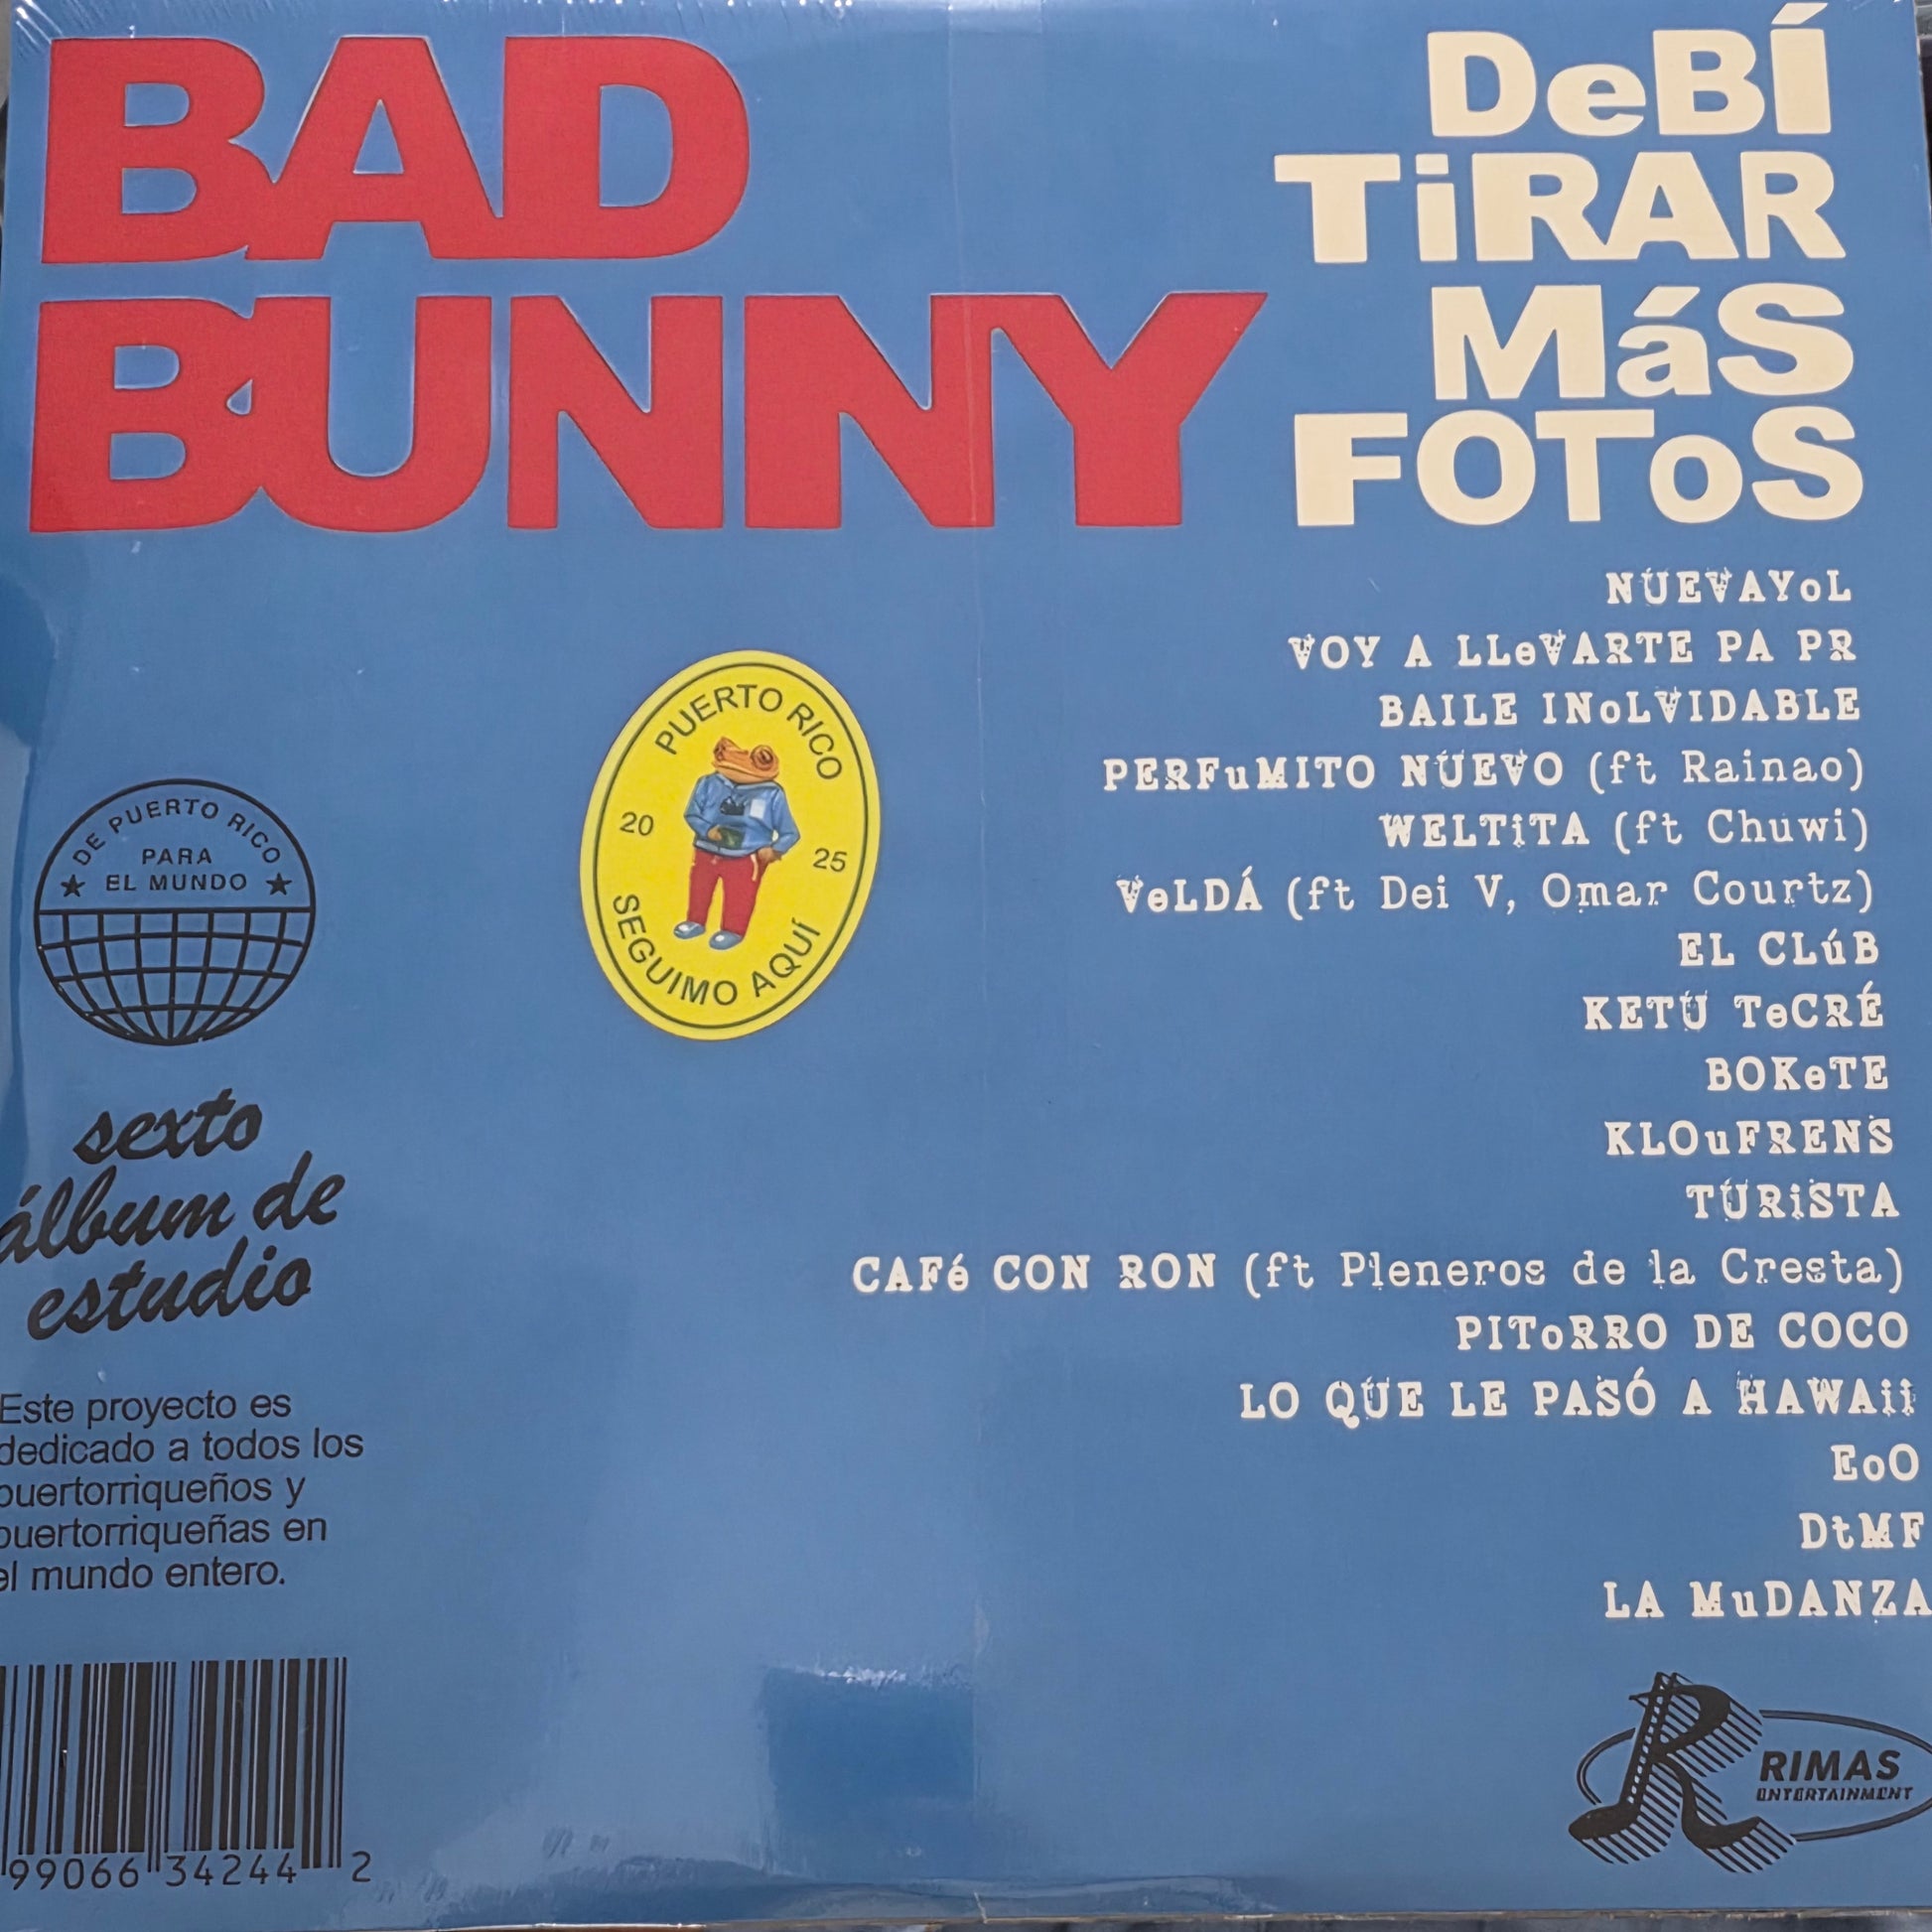 BAD
BUNNY
DeBÍ
TiRAR
MáS
FOToS
NUEVAYoL
VOY A LLeVARTE PA PR
BAILE INoLVIDABLE
PERFuMITO NUEVO (ft Rainao)
WELTiTA (ft Chuwi)
VeLDÁ (ft Dei V, Omar Courtz)
EL CLúB
KETU TeCRÉ
BOKeTE
KLOuFRENS
TURiSTA
CAFé CON RON (ft Pleneros de la Cresta)
PIToRRO DE COCO
LO QUE LE PASÓ A HAWAii
EoO
DtMF
LA MuDANZA
PUERTO RICO
20 25
SEGUIMO AQUÍ
DE PUERTO RICO
PARA
EL MUNDO
sexto
álbum de
estudio
Este proyecto es
dedicado a todos los
puertorriqueños y
puertorriqueñas en
el mundo entero.
99066 34244 2
RIMAS
ENTERTAINMENT